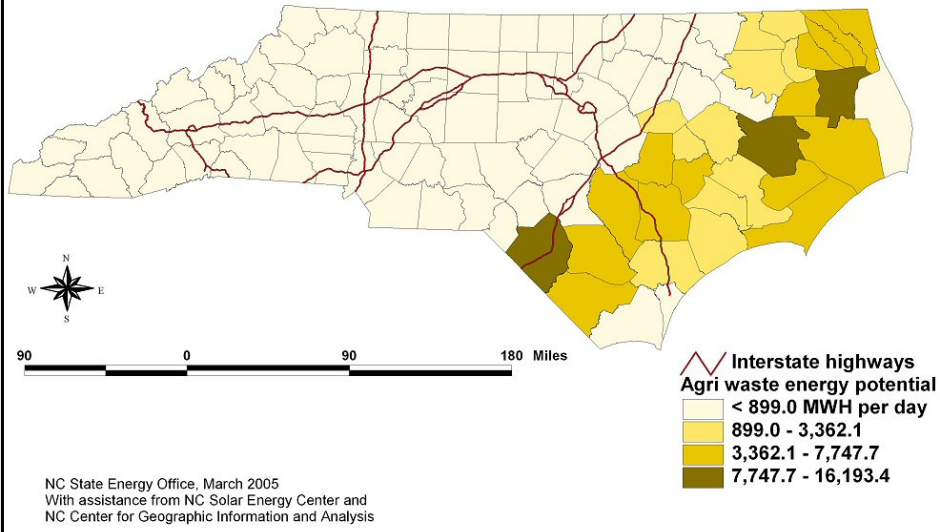 N
W E
S
90 0 90 180 Miles
Interstate highways
Agri waste energy potential
< 899.0 MWH per day
899.0 - 3,362.1
3,362.1 - 7,747.7
7,747.7 - 16,193.4
NC State Energy Office, March 2005
With assistance from NC Solar Energy Center and
NC Center for Geographic Information and Analysis